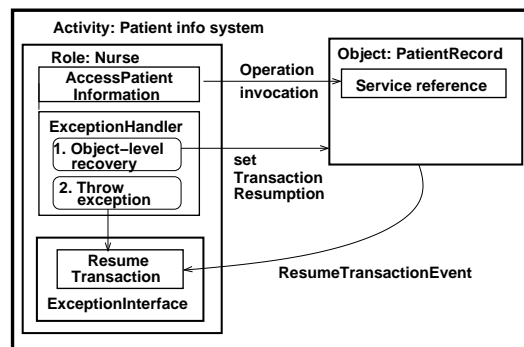 Activity: Patient info system
Role: Nurse
AccessPatient
Information
Operation
invocation
Object: PatientRecord
Service reference
ExceptionHandler
1. Object-level
recovery
2. Throw
exception
set
Transaction
Resumption
Resume
Transaction
ExceptionInterface
ResumeTransactionEvent